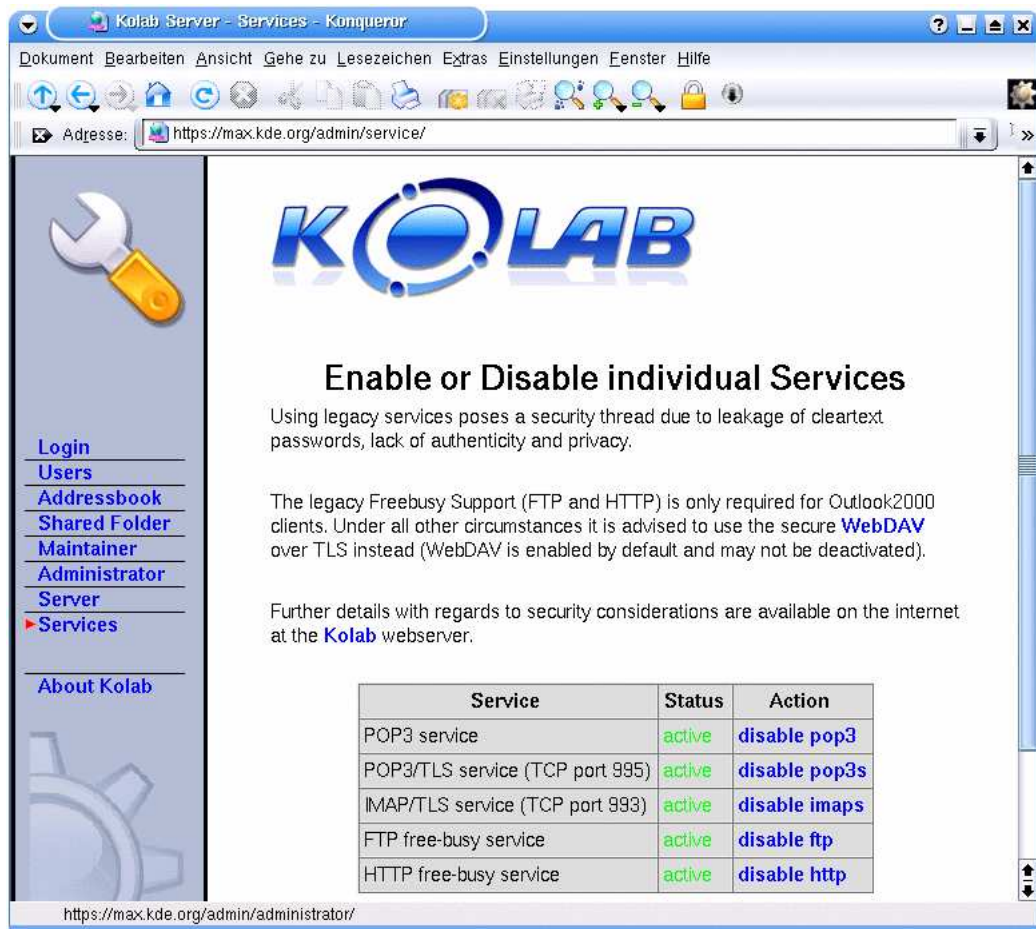 Kolab Server - Services - Konqueror
Dokument Bearbeiten Ansicht Gehe zu Lesezeichen Extras Einstellungen Fenster Hilfe
Adresse: https://max.kde.org/admin/service/
KOLAB
Enable or Disable individual Services
Using legacy services poses a security thread due to leakage of cleartext
passwords, lack of authenticity and privacy.
The legacy Freebusy Support (FTP and HTTP) is only required for Outlook2000
clients. Under all other circumstances it is advised to use the secure WebDAV
over TLS instead (WebDAV is enabled by default and may not be deactivated).
Further details with regards to security considerations are available on the internet
at the Kolab webserver.
Login
Users
Addressbook
Shared Folder
Maintainer
Administrator
Server
Services
About Kolab
Service Status Action
POP3 service active disable pop3
POP3/TLS service (TCP port 995) active disable pop3s
IMAP/TLS service (TCP port 993) active disable imaps
FTP free-busy service active disable ftp
HTTP free-busy service active disable http
https://max.kde.org/admin/administrator/